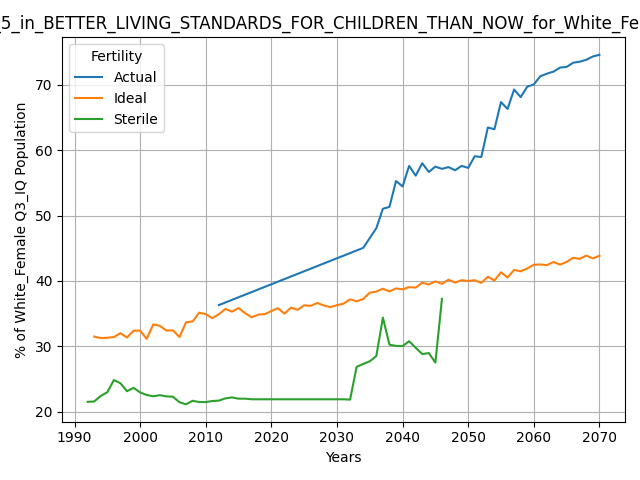 _5_in_BETTER_LIVING_STANDARDS_FOR_CHILDREN_THAN_NOW_for_White_Fe
Fertility
Actual
Ideal
Sterile
% of White_Female Q3_IQ Population
70
60
50
40
30
20
1990 2000 2010 2020 2030 2040 2050 2060 2070
Years